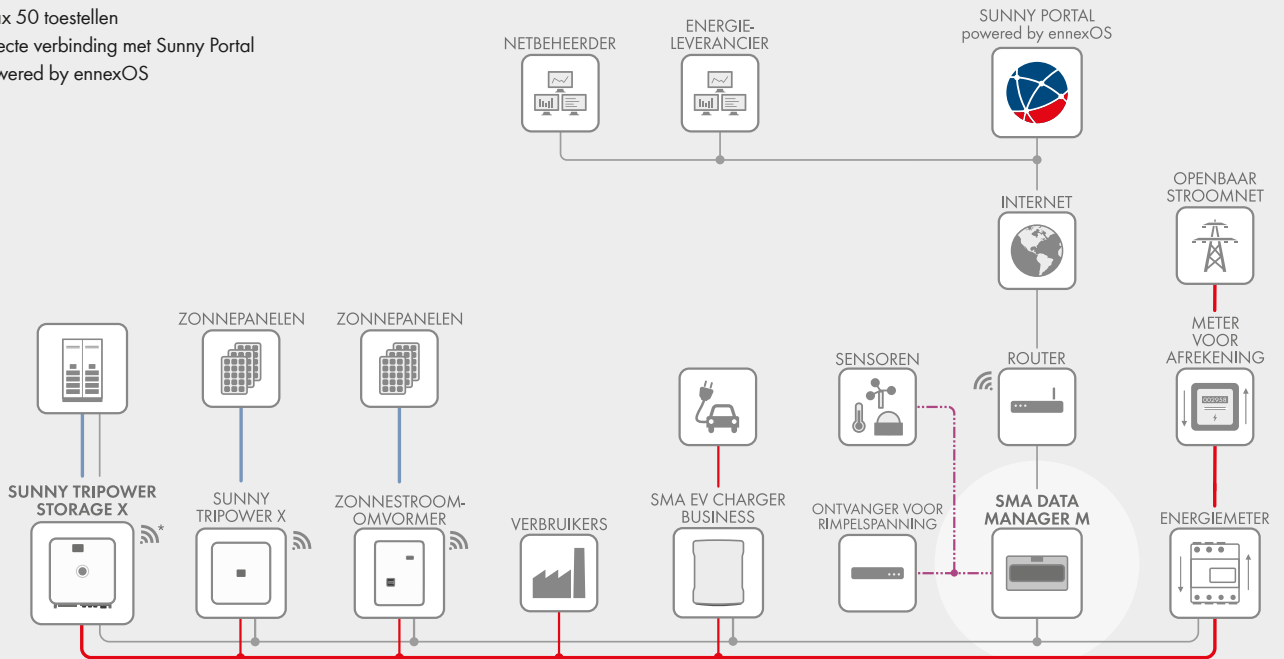 50 toestellen
verbinding met Sunny Portal
by ennexOS
NETBEHEERDER
ENERGIE-
LEVERANCIER
SUNNY PORTAL
powered by ennexOS
INTERNET
OPENBAAR
STROOMNET
ZONNEPANELEN
ZONNEPANELEN
SENSOREN
ROUTER
METER
VOOR
AFREKENING
002938
SUNNY TRIPOWER
STORAGE X
*
SUNNY
TRIPOWER X
ZONNESTROOM-
OMVORMER
VERBRUIKERS
SMA EV CHARGER
BUSINESS
ONTVANGER VOOR
RIMPELSPANNING
SMA DATA
MANAGER M
ENERGIEMETER